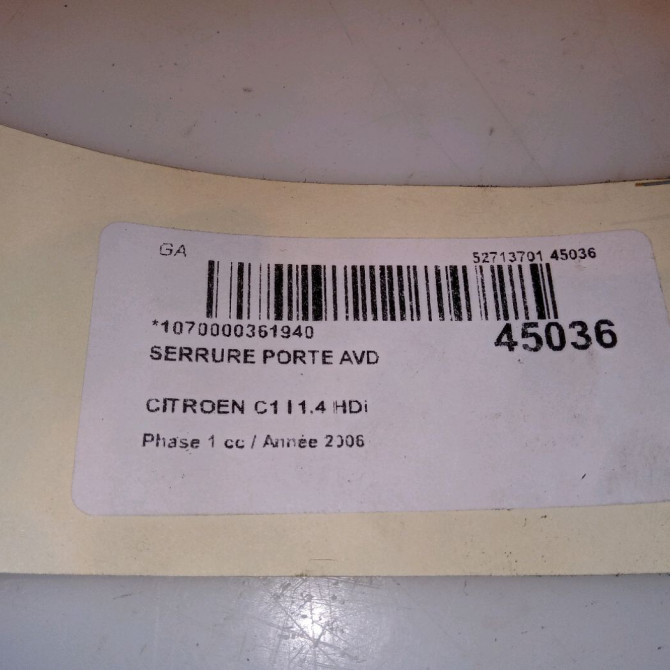 GA
52713701 45036
*1070000361940
45036
SERRURE PORTE AVD
CITROEN C1 I 1.4 HDi
Phase 1 cc / Année 2006